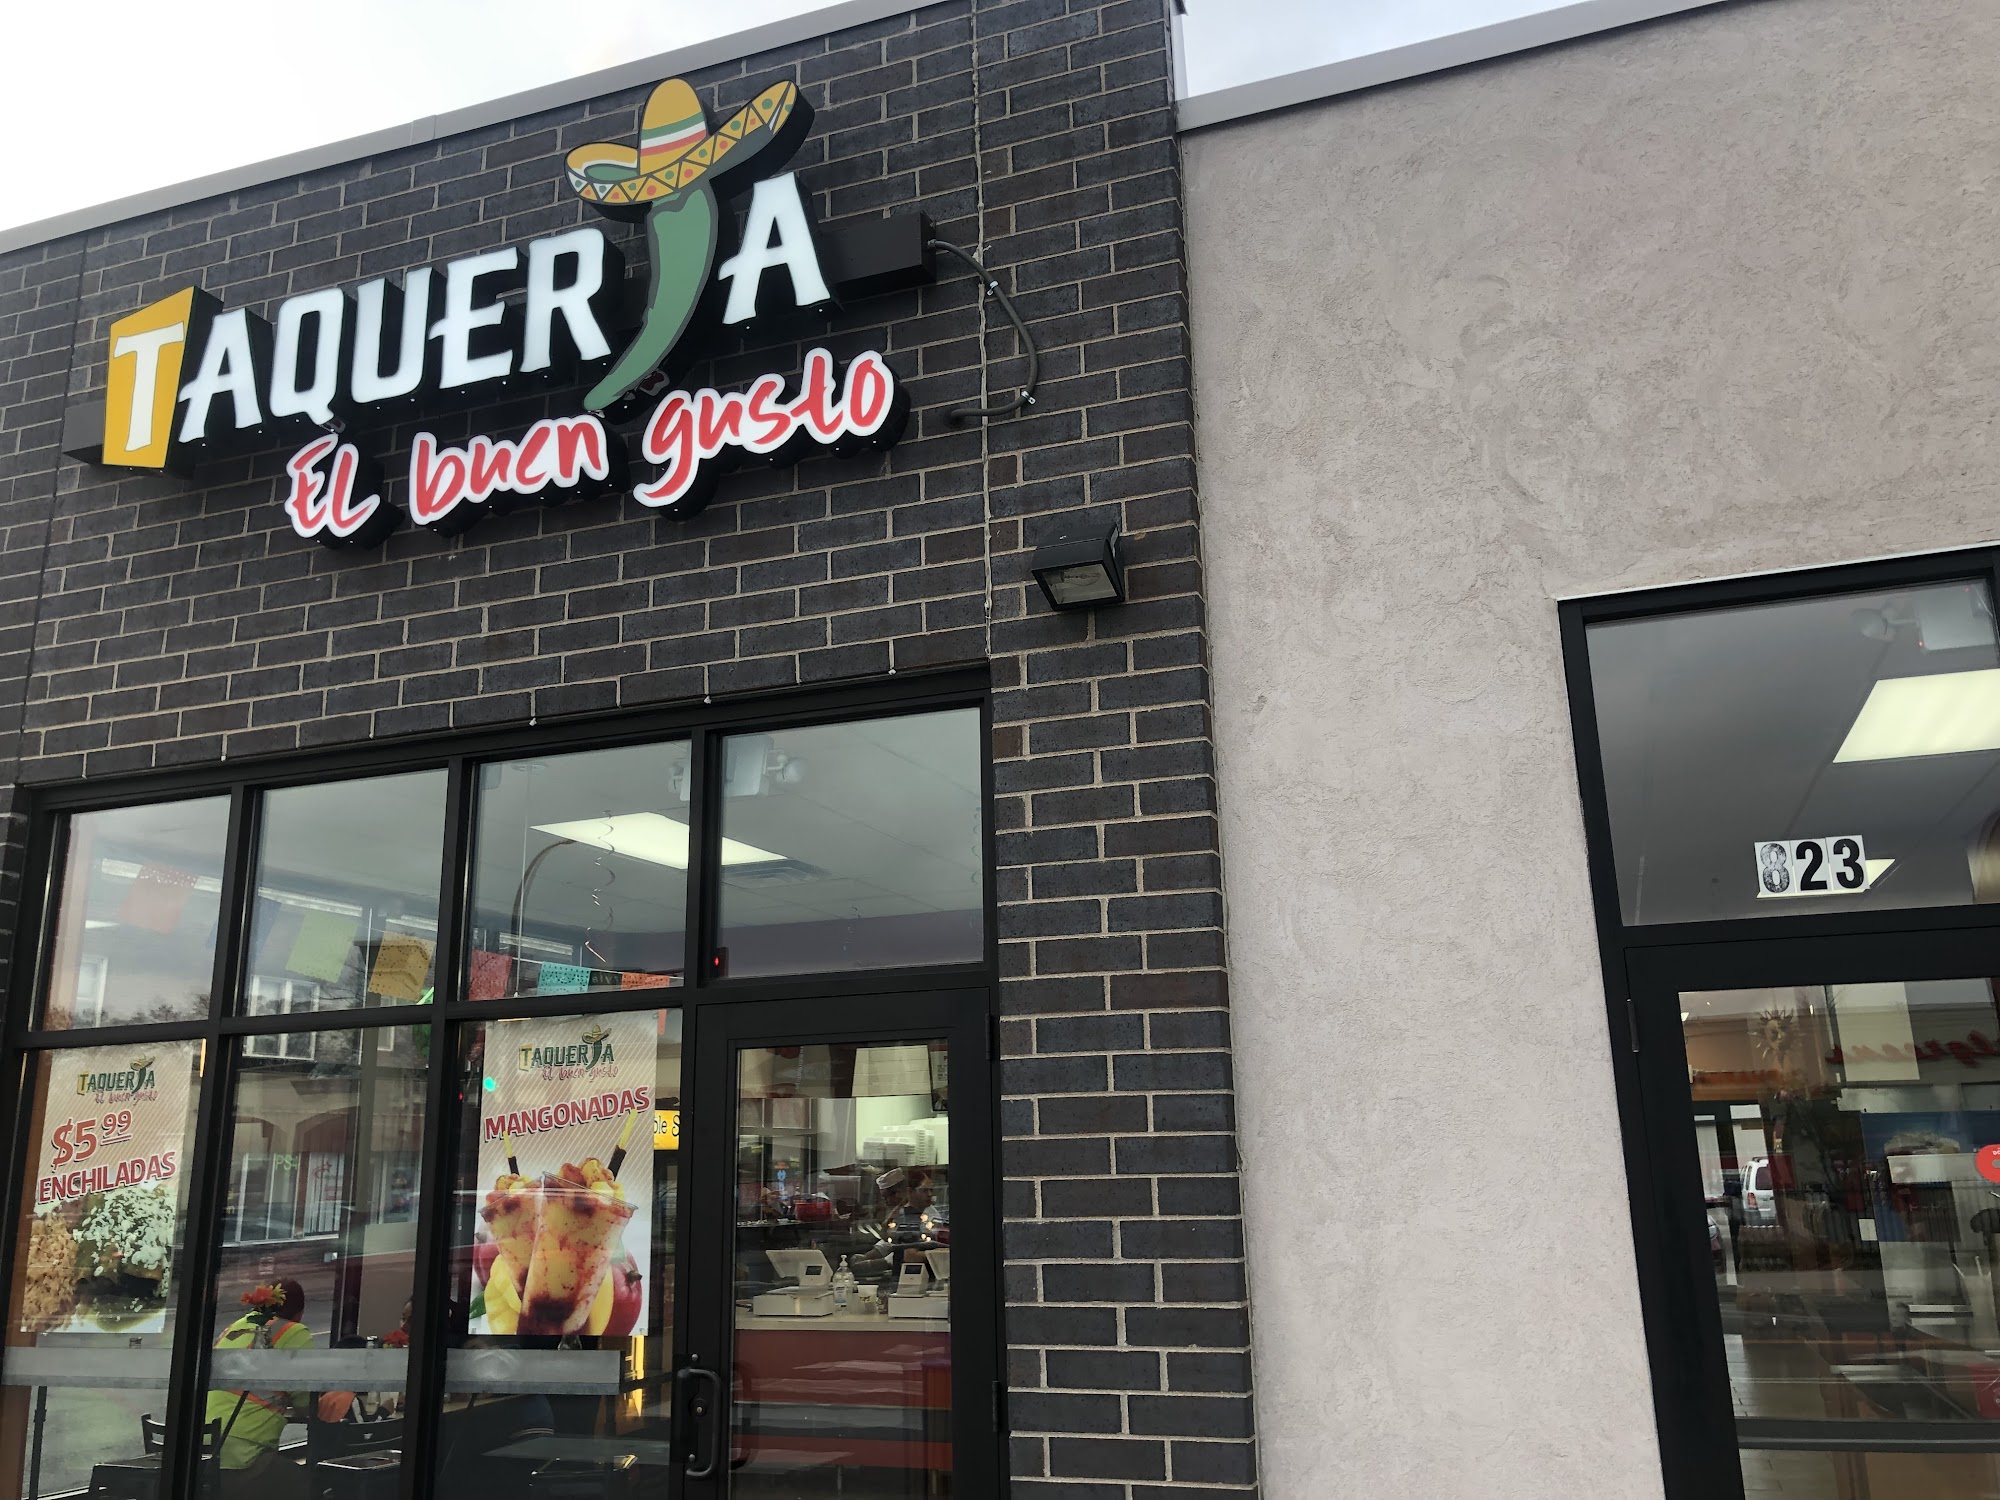 TAQUERIA
EL buen gusto
823
TAQUERIA
EL buen gusto
$5.99
ENCHILADAS
TAQUERIA
EL buen gusto
MANGONADAS